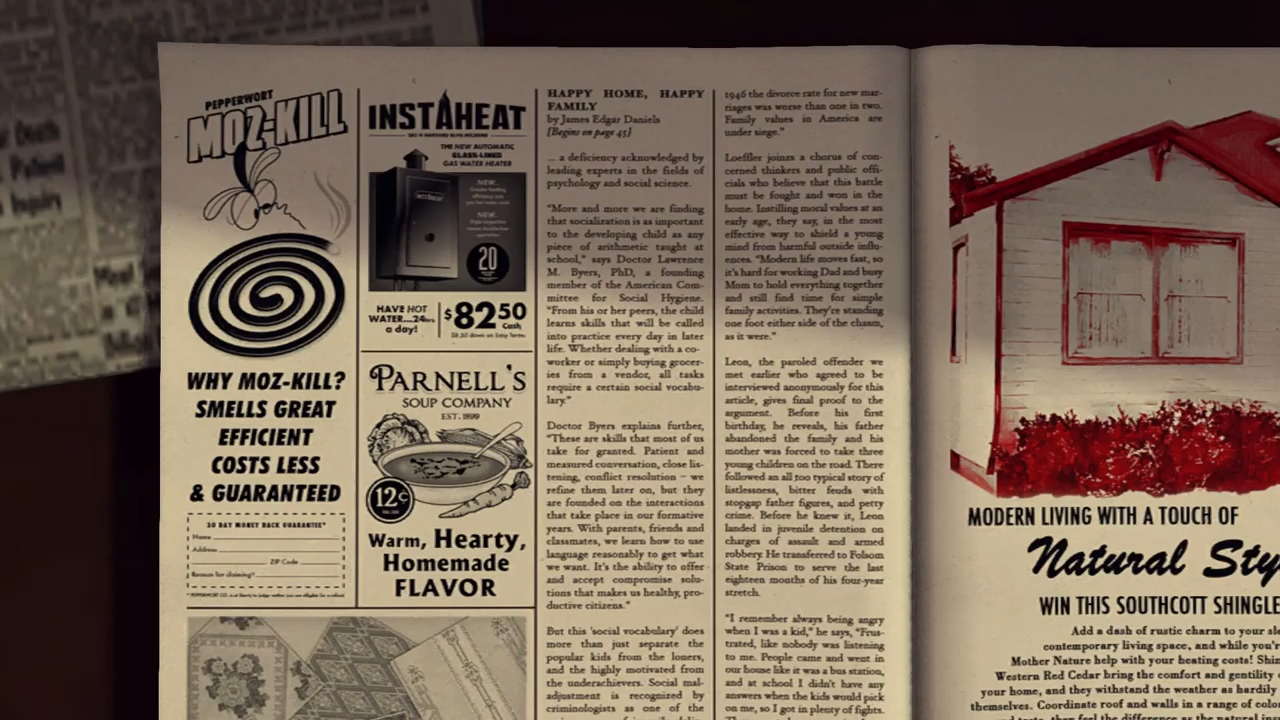 PEPPERWORT
MOZ-KILL
WHY MOZ-KILL?
SMELLS GREAT
EFFICIENT
COSTS LESS
& GUARANTEED
30 DAY MONEY BACK GUARANTEE*
Name
Address
ZIP Code
Reason for claiming?
INSTAHEAT
THE NEW AUTOMATIC
GLASS-LINED
GAS WATER HEATER
NEW.
NEW.
20
HAVE HOT
WATER...24hrs
a day!
$82.50
Cash
$8.50 down on Easy Terms
PARNELL'S
SOUP COMPANY
EST. 1899
12¢
Warm, Hearty,
Homemade
FLAVOR
HAPPY HOME, HAPPY
FAMILY
by James Edgar Daniels
[Begins on page 45]
... a deficiency acknowledged by
leading experts in the fields of
psychology and social science.
"More and more we are finding
that socialization is as important
to the developing child as any
piece of arithmetic taught at
school," says Doctor Lawrence
M. Byers, PhD, a founding
member of the American Com-
mittee for Social Hygiene.
"From his or her peers, the child
learns skills that will be called
into practice every day in later
life. Whether dealing with a co-
worker or simply buying grocer-
ies from a vendor, all tasks
require a certain social vocabu-
lary."
Doctor Byers explains further,
"These are skills that most of us
take for granted. Patient and
measured conversation, close lis-
tening, conflict resolution – we
refine them later on, but they
are founded on the interactions
that take place in our formative
years. With parents, friends and
classmates, we learn how to use
language reasonably to get what
we want. It's the ability to offer
and accept compromise solu-
tions that makes us healthy, pro-
ductive citizens."
But this 'social vocabulary' does
more than just separate the
popular kids from the loners,
and the highly motivated from
the underachievers. Social mal-
adjustment is recognized by
criminologists as one of the
1946 the divorce rate for new mar-
riages was worse than one in two.
Family values in America are
under siege."
Loeffler joins a chorus of con-
cerned thinkers and public offi-
cials who believe that this battle
must be fought and won in the
home. Instilling moral values at an
early age, they say, in the most
effective way to shield a young
mind from harmful outside influ-
ences. "Modern life moves fast, so
it's hard for working Dad and busy
Mom to hold everything together
and still find time for simple
family activities. They're standing
one foot either side of the chasm,
as it were."
Leon, the paroled offender we
met earlier who agreed to be
interviewed anonymously for this
article, gives final proof to the
argument. Before his first
birthday, he reveals, his father
abandoned the family and his
mother was forced to take three
young children on the road. There
followed an all too typical story of
listlessness, bitter feuds with
stopgap father figures, and petty
crime. Before he knew it, Leon
landed in juvenile detention on
charges of assault and armed
robbery. He transferred to Folsom
State Prison to serve the last
eighteen months of his four-year
stretch.
"I remember always being angry
when I was a kid," he says, "Frus-
trated, like nobody was listening
to me. People came and went in
our house like it was a bus station,
and at school I didn't have any
answers when the kids would pick
on me, so I got in plenty of fights.
MODERN LIVING WITH A TOUCH OF
Natural Sty
WIN THIS SOUTHCOTT SHINGLE
Add a dash of rustic charm to your
contemporary living space, and while you'r
Mother Nature help with your heating costs!
Western Red Cedar bring the comfort and gentility
your home, and they withstand the weather as hardily
themselves. Coordinate roof and walls in a range of